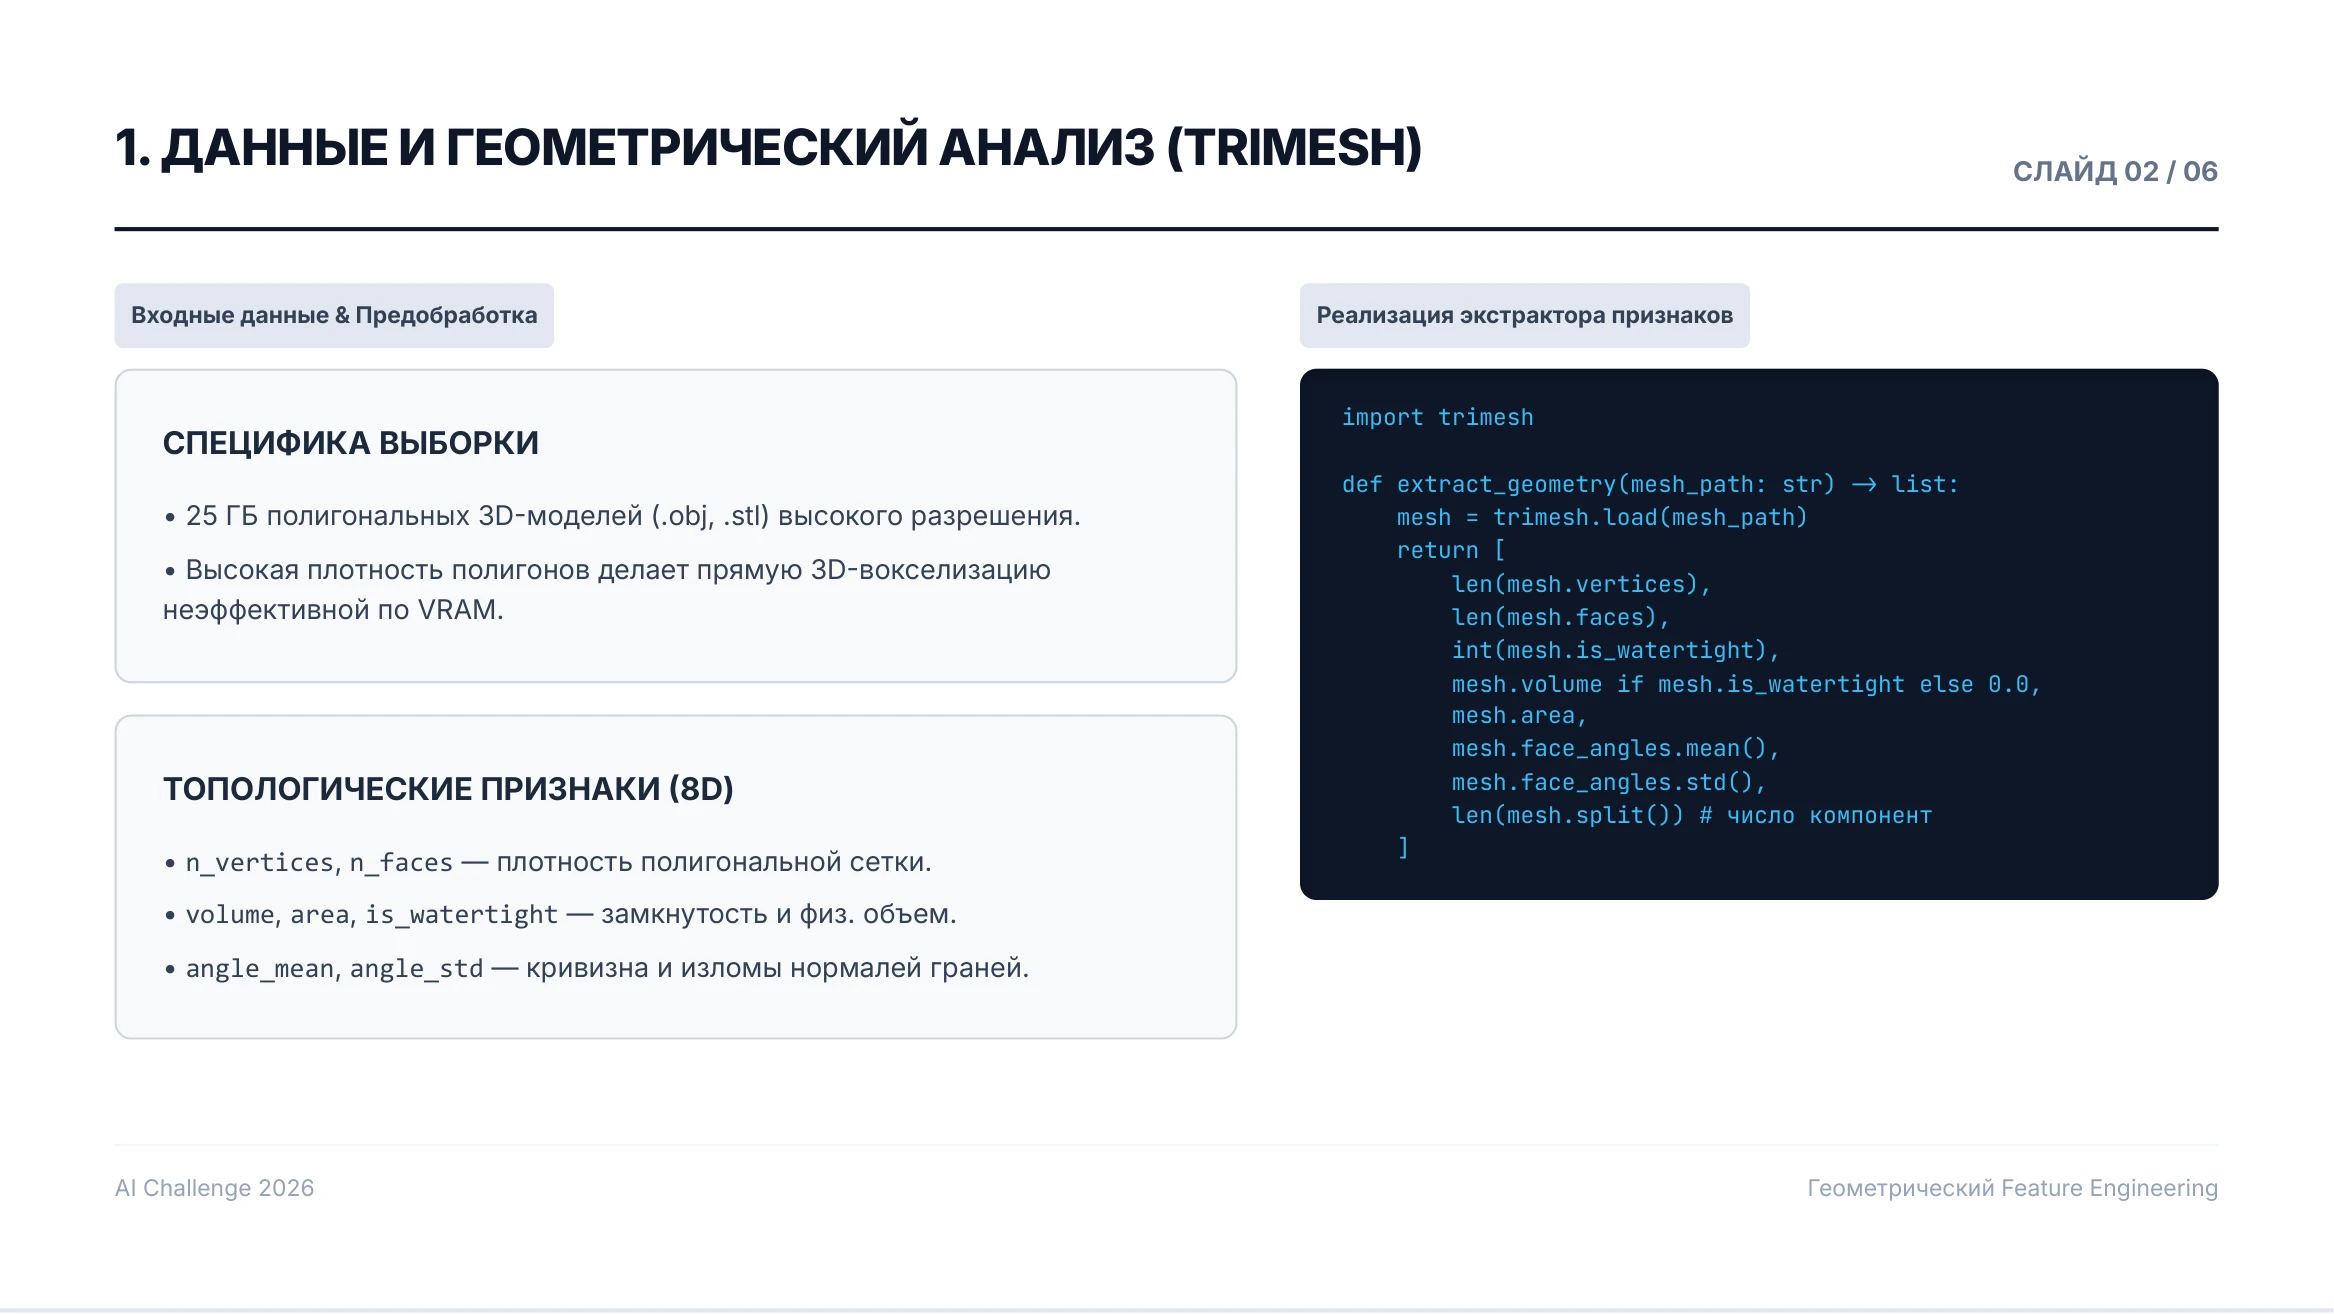 1. ДАННЫЕ И ГЕОМЕТРИЧЕСКИЙ АНАЛИЗ (TRIMESH)
СЛАЙД 02 / 06
Входные данные & Предобработка
СПЕЦИФИКА ВЫБОРКИ
• 25 ГБ полигональных 3D-моделей (.obj, .stl) высокого разрешения.
• Высокая плотность полигонов делает прямую 3D-вокселизацию
неэффективной по VRAM.
ТОПОЛОГИЧЕСКИЕ ПРИЗНАКИ (8D)
• n_vertices, n_faces — плотность полигональной сетки.
• volume, area, is_watertight — замкнутость и физ. объем.
• angle_mean, angle_std — кривизна и изломы нормалей граней.
Реализация экстрактора признаков
import trimesh
def extract_geometry(mesh_path: str) -> list:
    mesh = trimesh.load(mesh_path)
    return [
        len(mesh.vertices),
        len(mesh.faces),
        int(mesh.is_watertight),
        mesh.volume if mesh.is_watertight else 0.0,
        mesh.area,
        mesh.face_angles.mean(),
        mesh.face_angles.std(),
        len(mesh.split()) # число компонент
    ]
AI Challenge 2026
Геометрический Feature Engineering